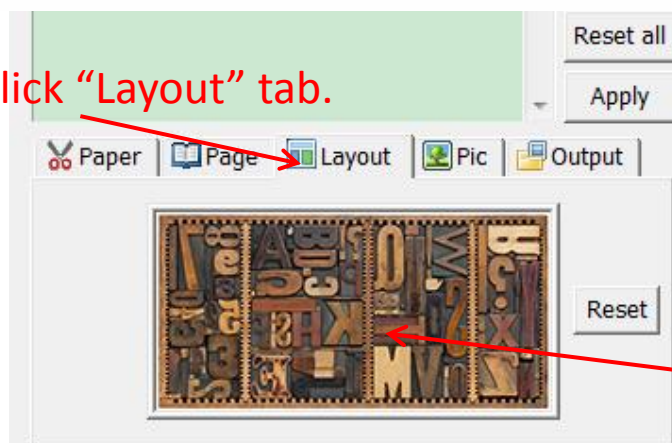 Reset all
lick “Layout” tab.
Apply
Paper Page Layout Pic Output
Reset